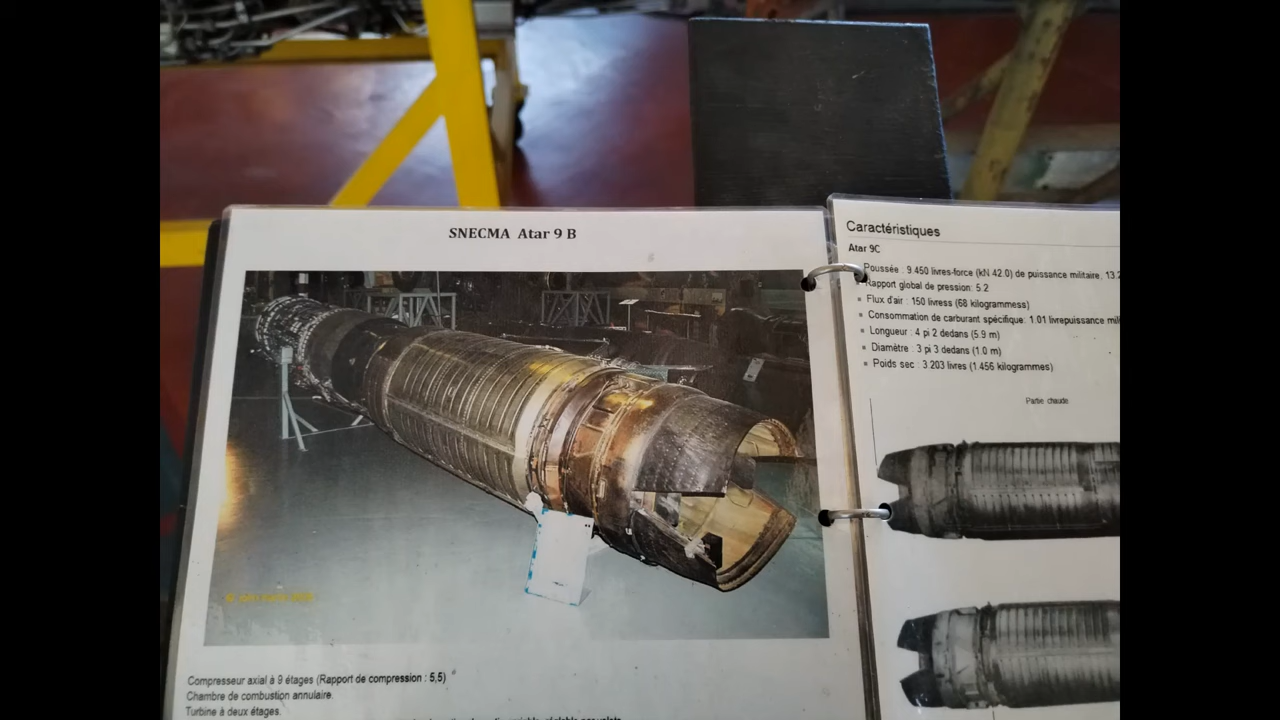 SNECMA Atar 9 B
Compresseur axial à 9 étages (Rapport de compression : 5,5)
Chambre de combustion annulaire.
Turbine à deux étages.
Caractéristiques
Atar 9C
Poussée : 9.450 livres-force (kN 42.0) de puissance militaire, 13.2
Rapport global de pression: 5.2
Flux d'air : 150 livress (68 kilogrammess)
Consommation de carburant spécifique: 1.01 livrepuissance mili
Longueur : 4 pi 2 dedans (5.9 m)
Diamètre : 3 pi 3 dedans (1.0 m)
Poids sec : 3 203 livres (1.456 kilogrammes)
Partie chaude